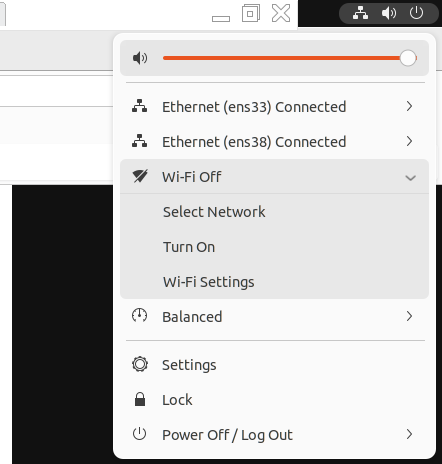 Ethernet (ens33) Connected
Ethernet (ens38) Connected
Wi-Fi Off
Select Network
Turn On
Wi-Fi Settings
Balanced
Settings
Lock
Power Off / Log Out